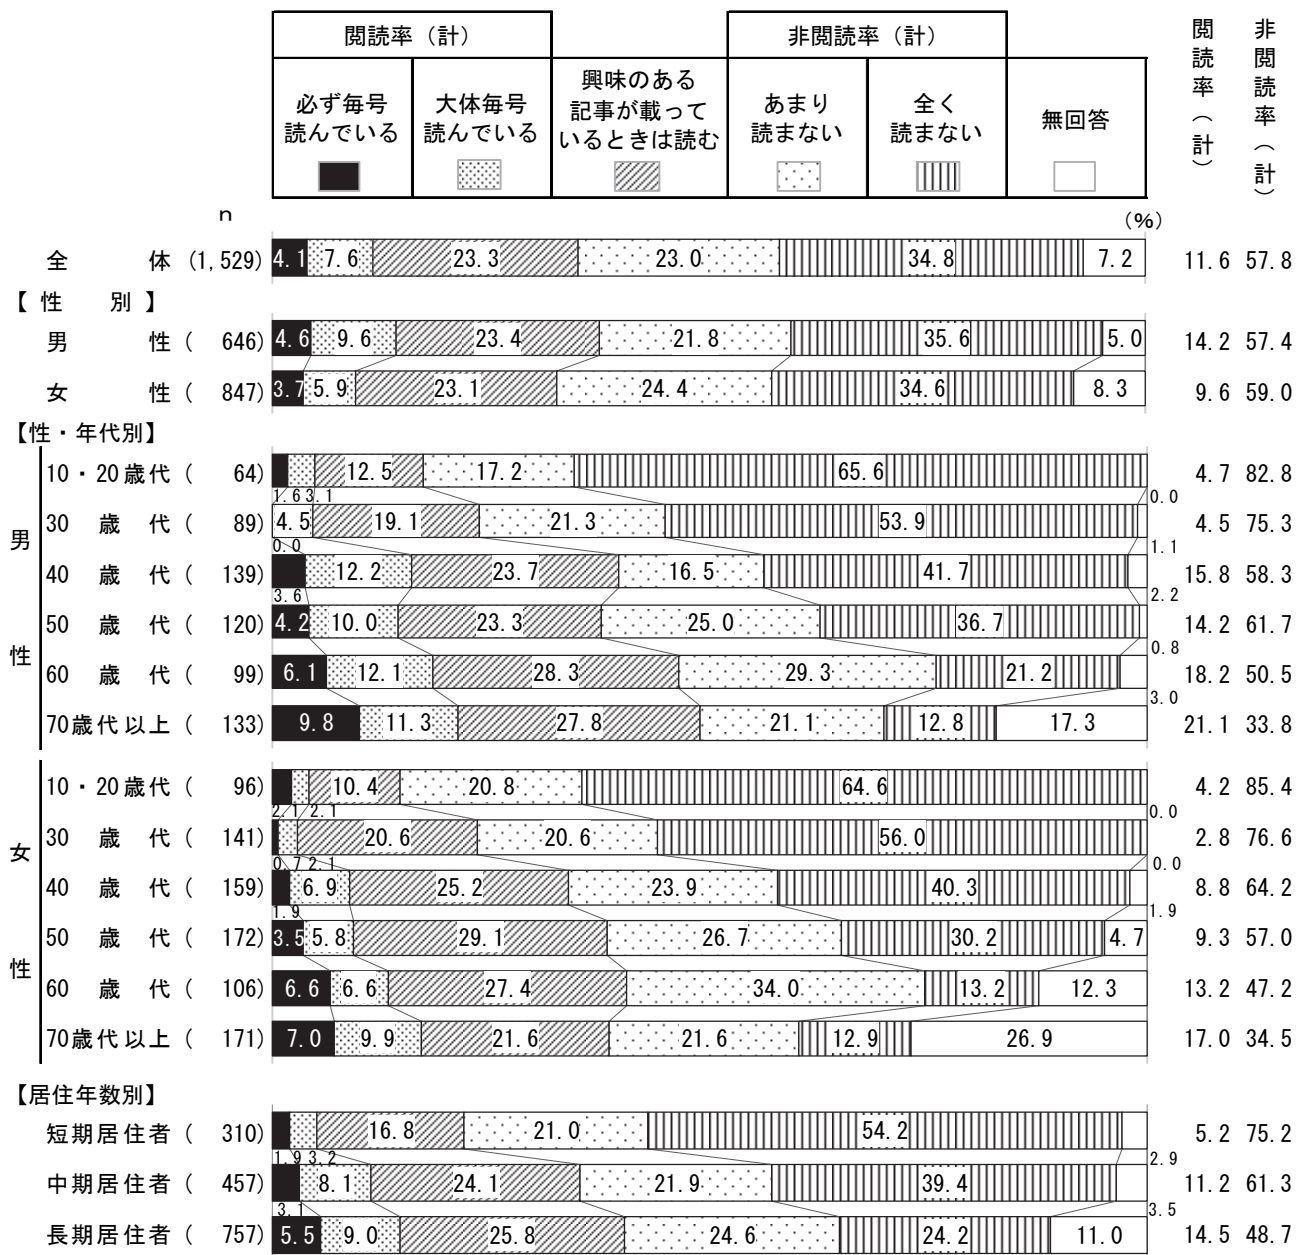 閲読率（計） 非閲読率（計） 閲読率（計） 非閲読率（計）
必ず毎号
読んでいる
大体毎号
読んでいる
興味のある
記事が載って
いるときは読む
あまり
読まない
全く
読まない
無回答
n (%)
全体 (1,529) 4.1 7.6 23.3 23.0 34.8 7.2 11.6 57.8
【性別】
男性 ( 646) 4.6 9.6 23.4 21.8 35.6 5.0 14.2 57.4
女性 ( 847) 3.7 5.9 23.1 24.4 34.6 8.3 9.6 59.0
【性・年代別】
男性
10・20歳代 ( 64) 12.5 17.2 65.6 4.7 82.8
1.6 3.1 0.0
30歳代 ( 89) 4.5 19.1 21.3 53.9 4.5 75.3
0.0 1.1
40歳代 ( 139) 12.2 23.7 16.5 41.7 15.8 58.3
3.6 2.2
50歳代 ( 120) 4.2 10.0 23.3 25.0 36.7 14.2 61.7
0.8
60歳代 ( 99) 6.1 12.1 28.3 29.3 21.2 18.2 50.5
3.0
70歳代以上 ( 133) 9.8 11.3 27.8 21.1 12.8 17.3 21.1 33.8
女性
10・20歳代 ( 96) 10.4 20.8 64.6 4.2 85.4
2.1 2.1 0.0
30歳代 ( 141) 20.6 20.6 56.0 2.8 76.6
0.7 2.1 0.0
40歳代 ( 159) 6.9 25.2 23.9 40.3 8.8 64.2
1.9 1.9
50歳代 ( 172) 3.5 5.8 29.1 26.7 30.2 4.7 9.3 57.0
60歳代 ( 106) 6.6 6.6 27.4 34.0 13.2 12.3 13.2 47.2
70歳代以上 ( 171) 7.0 9.9 21.6 21.6 12.9 26.9 17.0 34.5
【居住年数別】
短期居住者 ( 310) 16.8 21.0 54.2 5.2 75.2
1.9 3.2 2.9
中期居住者 ( 457) 8.1 24.1 21.9 39.4 11.2 61.3
3.1 3.5
長期居住者 ( 757) 5.5 9.0 25.8 24.6 24.2 11.0 14.5 48.7